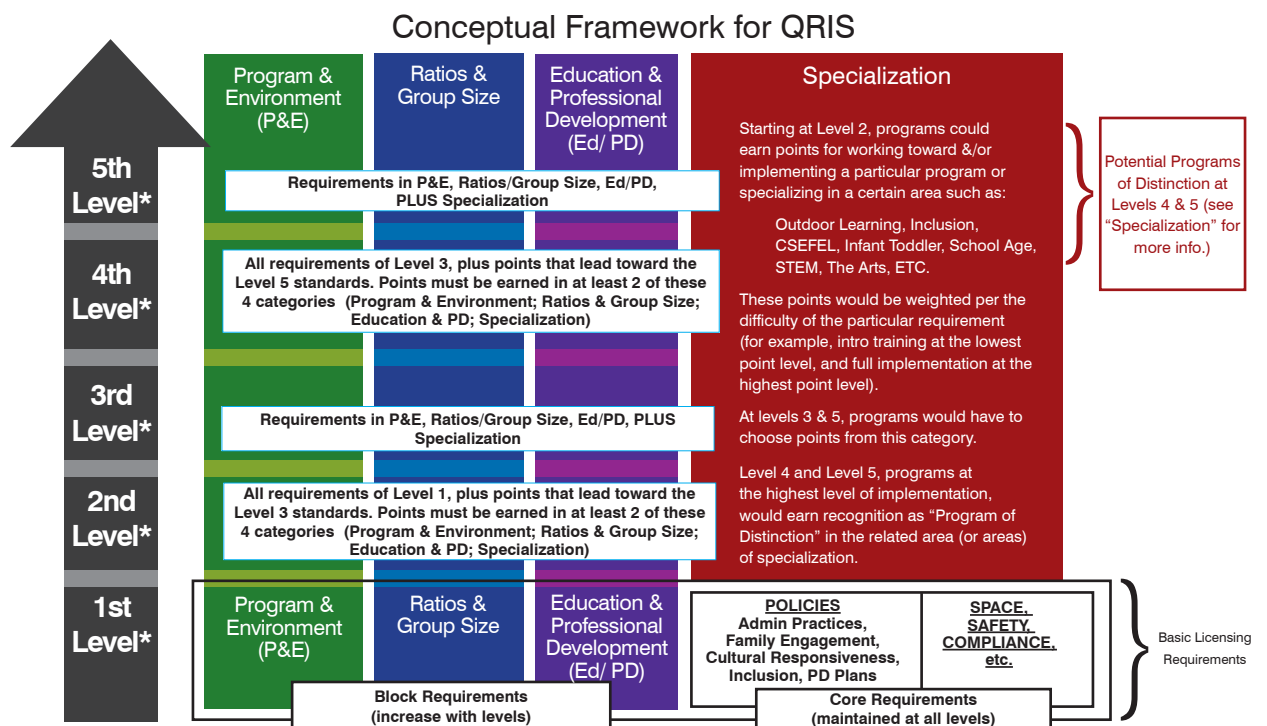 Conceptual Framework for QRIS
Program &
Environment
(P&E)
Ratios &
Group Size
Education &
Professional
Development
(Ed/ PD)
Specialization
5th
Level*
Requirements in P&E, Ratios/Group Size, Ed/PD,
PLUS Specialization
4th
Level*
All requirements of Level 3, plus points that lead toward the
Level 5 standards. Points must be earned in at least 2 of these
4 categories  (Program & Environment; Ratios & Group Size;
Education & PD; Specialization)
3rd
Level*
Requirements in P&E, Ratios/Group Size, Ed/PD, PLUS
Specialization
2nd
Level*
All requirements of Level 1, plus points that lead toward the
Level 3 standards. Points must be earned in at least 2 of these
4 categories  (Program & Environment; Ratios & Group Size;
Education & PD; Specialization)
Starting at Level 2, programs could
earn points for working toward &/or
implementing a particular program or
specializing in a certain area such as:
Outdoor Learning, Inclusion,
CSEFEL, Infant Toddler, School Age,
STEM, The Arts, ETC.
These points would be weighted per the
difficulty of the particular requirement
(for example, intro training at the lowest
point level, and full implementation at the
highest point level).
At levels 3 & 5, programs would have to
choose points from this category.
Level 4 and Level 5, programs at
the highest level of implementation,
would earn recognition as “Program of
Distinction” in the related area (or areas)
of specialization.
Potential Programs
of Distinction at
Levels 4 & 5 (see
“Specialization” for
more info.)
1st
Level*
Program &
Environment
(P&E)
Ratios &
Group Size
Education &
Professional
Development
(Ed/ PD)
POLICIES
Admin Practices,
Family Engagement,
Cultural Responsiveness,
Inclusion, PD Plans
SPACE,
SAFETY,
COMPLIANCE,
etc.
Basic Licensing
Requirements
Block Requirements
(increase with levels)
Core Requirements
(maintained at all levels)